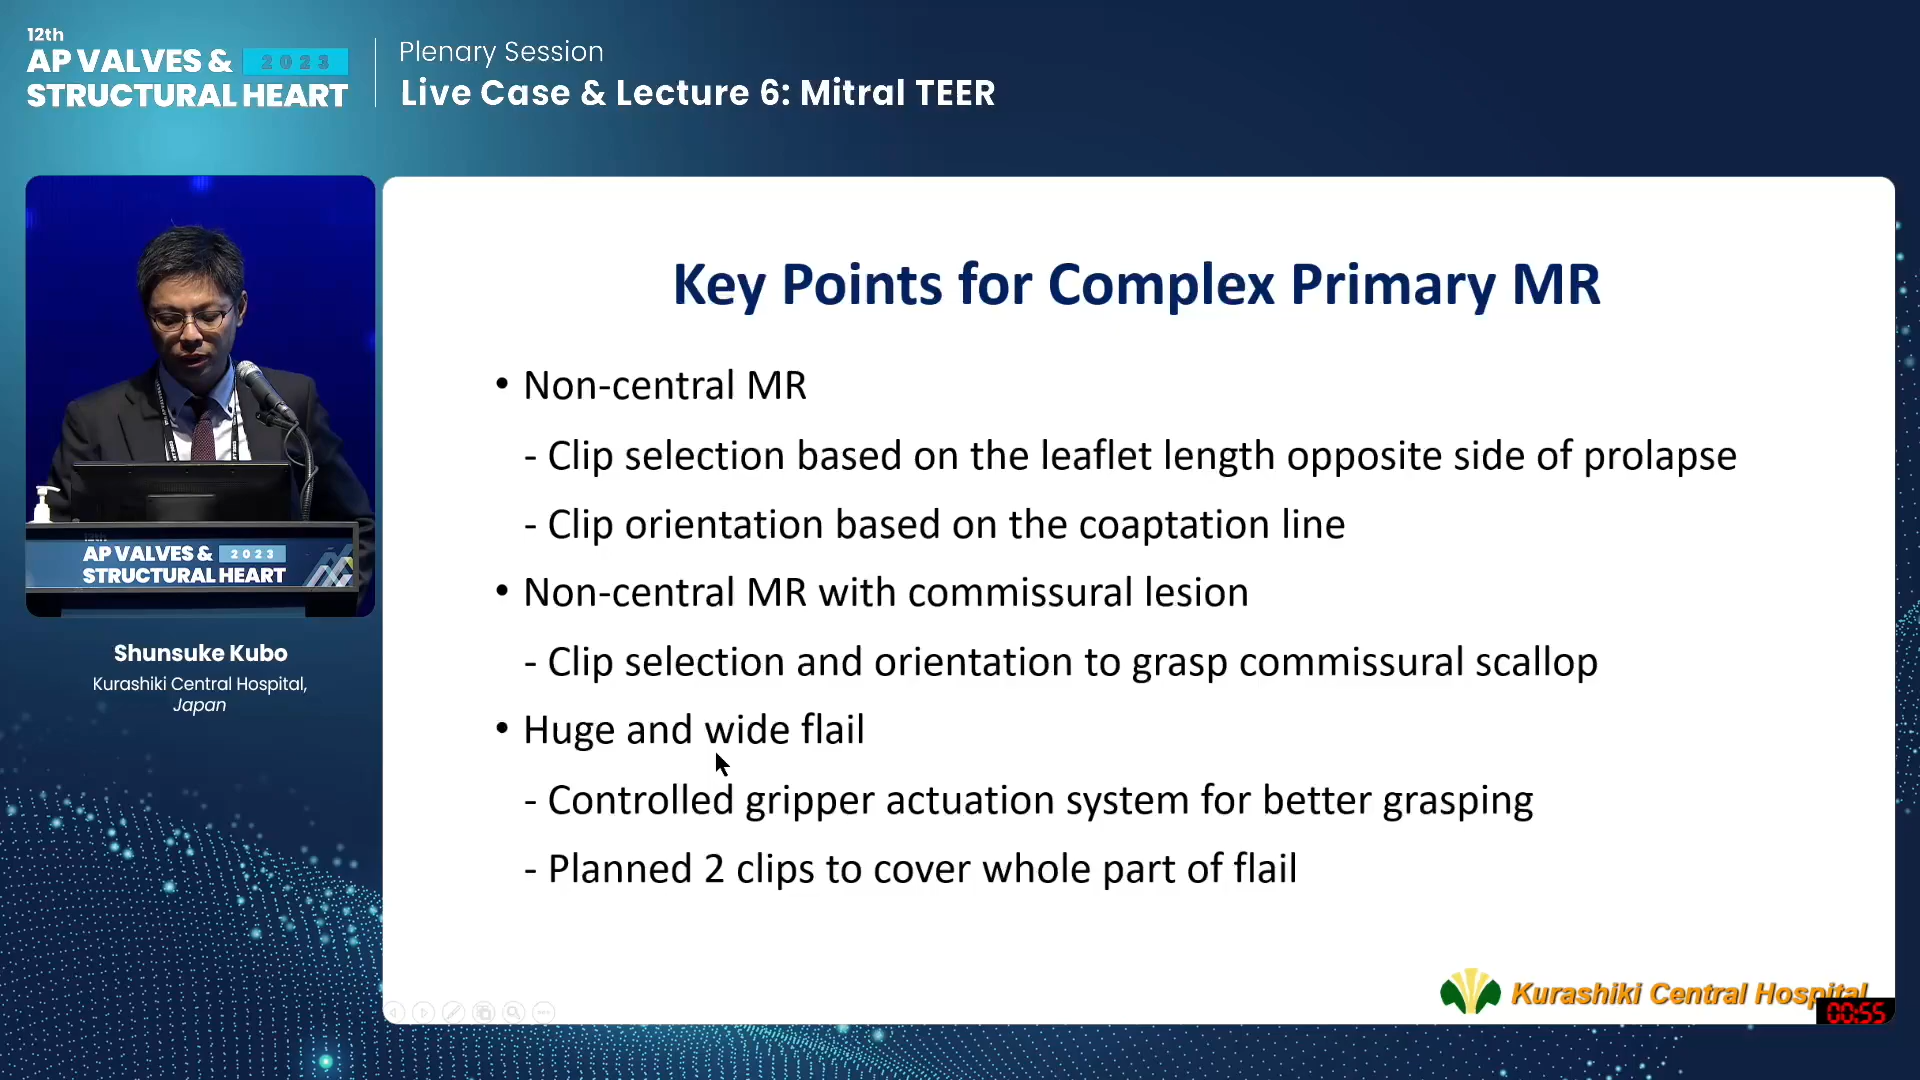 12th
AP VALVES & 2023
STRUCTURAL HEART
Plenary Session
Live Case & Lecture 6: Mitral TEER
12th
AP VALVES & 2023
STRUCTURAL HEART
Shunsuke Kubo
Kurashiki Central Hospital,
Japan
Key Points for Complex Primary MR
• Non-central MR
- Clip selection based on the leaflet length opposite side of prolapse
- Clip orientation based on the coaptation line
• Non-central MR with commissural lesion
- Clip selection and orientation to grasp commissural scallop
• Huge and wide flail
- Controlled gripper actuation system for better grasping
- Planned 2 clips to cover whole part of flail
Kurashiki Central Hospital
00:55